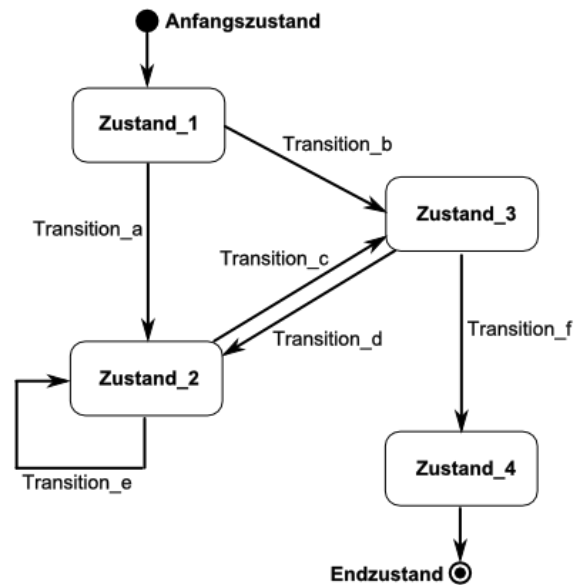 Anfangszustand
Zustand_1
Transition_b
Zustand_3
Transition_a
Transition_c
Transition_d
Transition_f
Zustand_2
Zustand_4
Transition_e
Endzustand